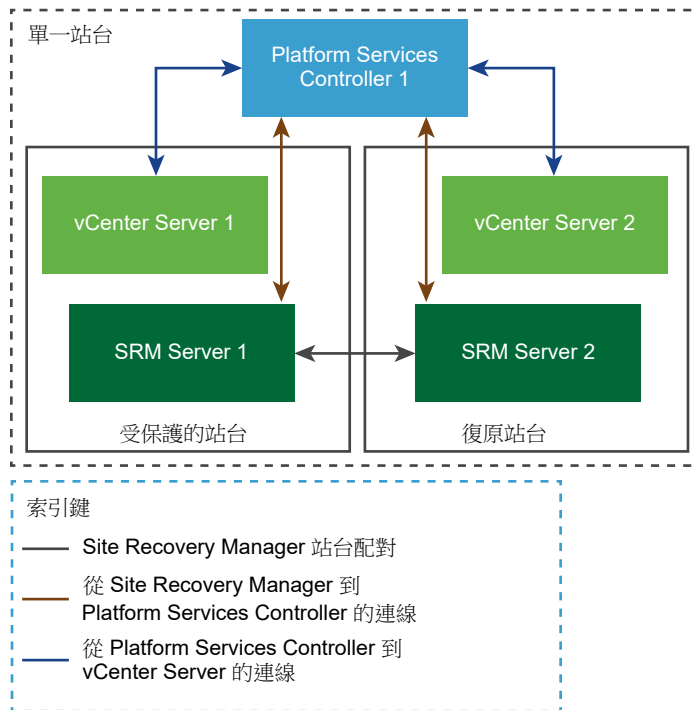 單一站台
Platform Services
Controller 1
vCenter Server 1
vCenter Server 2
SRM Server 1
SRM Server 2
受保護的站台
復原站台
索引鍵
Site Recovery Manager 站台配對
從 Site Recovery Manager 到
Platform Services Controller 的連線
從 Platform Services Controller 到
vCenter Server 的連線